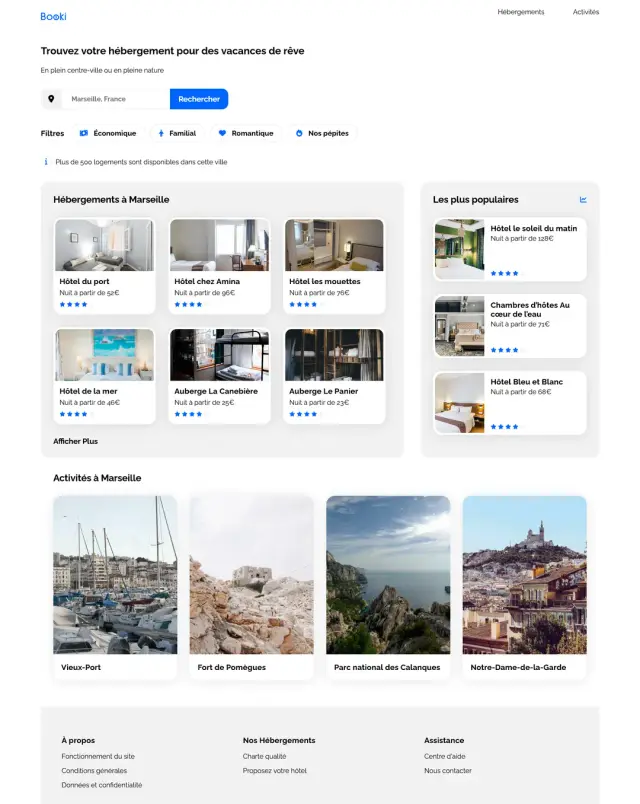 Booki
Hébergements
Activités
Trouvez votre hébergement pour des vacances de rêve
En plein centre-ville ou en pleine nature
Marseille, France
Rechercher
Filtres
Économique
Familial
Romantique
Nos pépites
Plus de 500 logements sont disponibles dans cette ville
Hébergements à Marseille
Hôtel du port
Nuit à partir de 52€
Hôtel chez Amina
Nuit à partir de 96€
Hôtel les mouettes
Nuit à partir de 76€
Hôtel de la mer
Nuit à partir de 46€
Auberge La Canebière
Nuit à partir de 25€
Auberge Le Panier
Nuit à partir de 23€
Afficher Plus
Les plus populaires
Hôtel le soleil du matin
Nuit à partir de 128€
Chambres d'hôtes Au
cœur de l'eau
Nuit à partir de 71€
Hôtel Bleu et Blanc
Nuit à partir de 68€
Activités à Marseille
Vieux-Port
Fort de Pomègues
Parc national des Calanques
Notre-Dame-de-la-Garde
À propos
Fonctionnement du site
Conditions générales
Données et confidentialité
Nos Hébergements
Charte qualité
Proposez votre hôtel
Assistance
Centre d'aide
Nous contacter